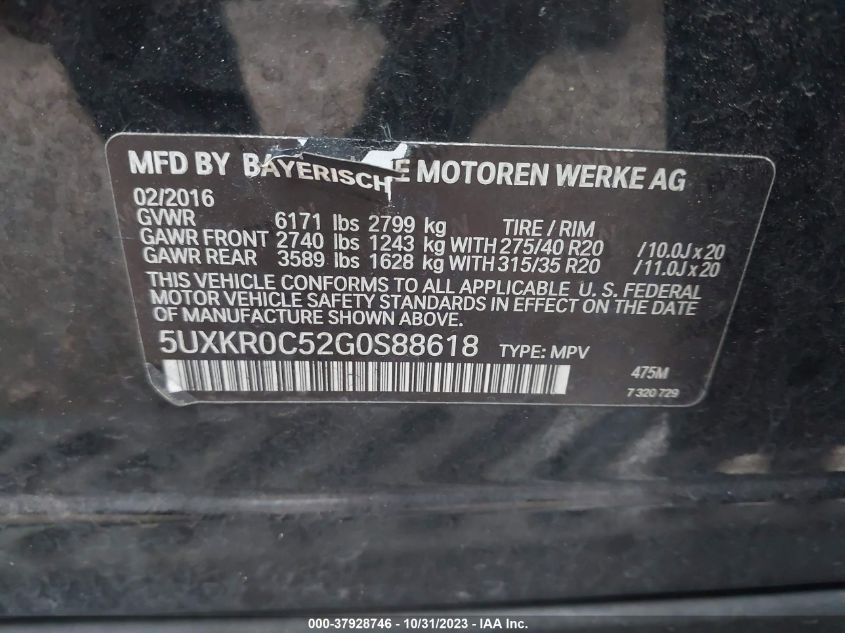 MFD BY BAYERISCHE MOTOREN WERKE AG
02/2016
GVWR 6171 lbs 2799 kg TIRE / RIM
GAWR FRONT 2740 lbs 1243 kg WITH 275/40 R20 /10.0J x 20
GAWR REAR 3589 lbs 1628 kg WITH 315/35 R20 /11.0J x 20
THIS VEHICLE CONFORMS TO ALL APPLICABLE U.S. FEDERAL
MOTOR VEHICLE SAFETY STANDARDS IN EFFECT ON THE DATE
OF MANUFACTURE SHOWN ABOVE.
5UXKR0C52G0S88618 TYPE: MPV
475M
7 320 729
000-37928746 - 10/31/2023 - IAA Inc.